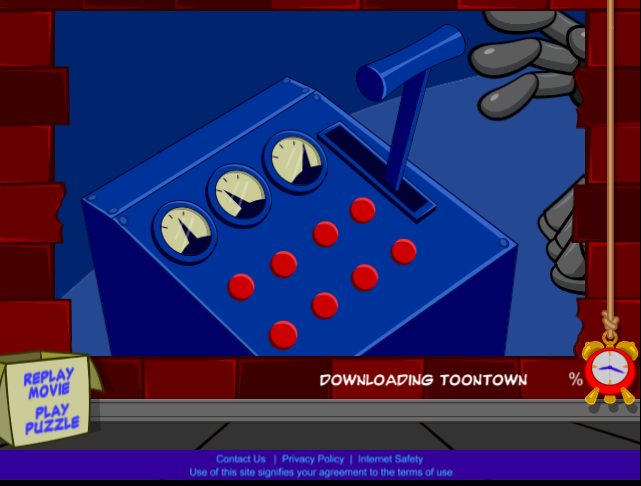 DOWNLOADING TOONTOWN %
REPLAY
MOVIE
PLAY
PUZZLE
Contact Us | Privacy Policy | Internet Safety
Use of this site signifies your agreement to the terms of use